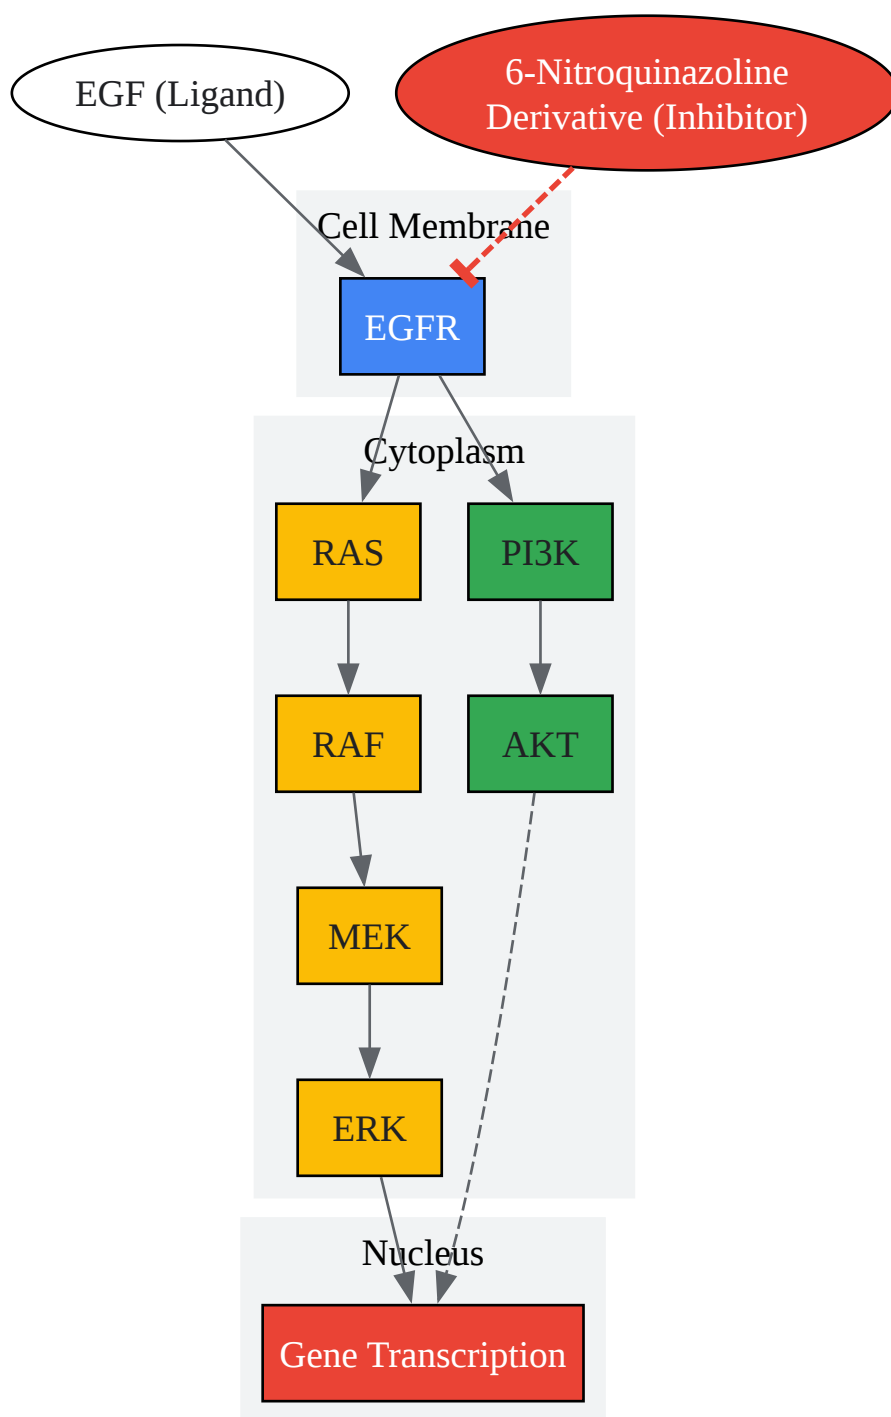 EGF (Ligand)
6-Nitroquinazoline
Derivative (Inhibitor)
Cell Membrane
EGFR
Cytoplasm
RAS
PI3K
RAF
AKT
MEK
ERK
Nucleus
Gene Transcription